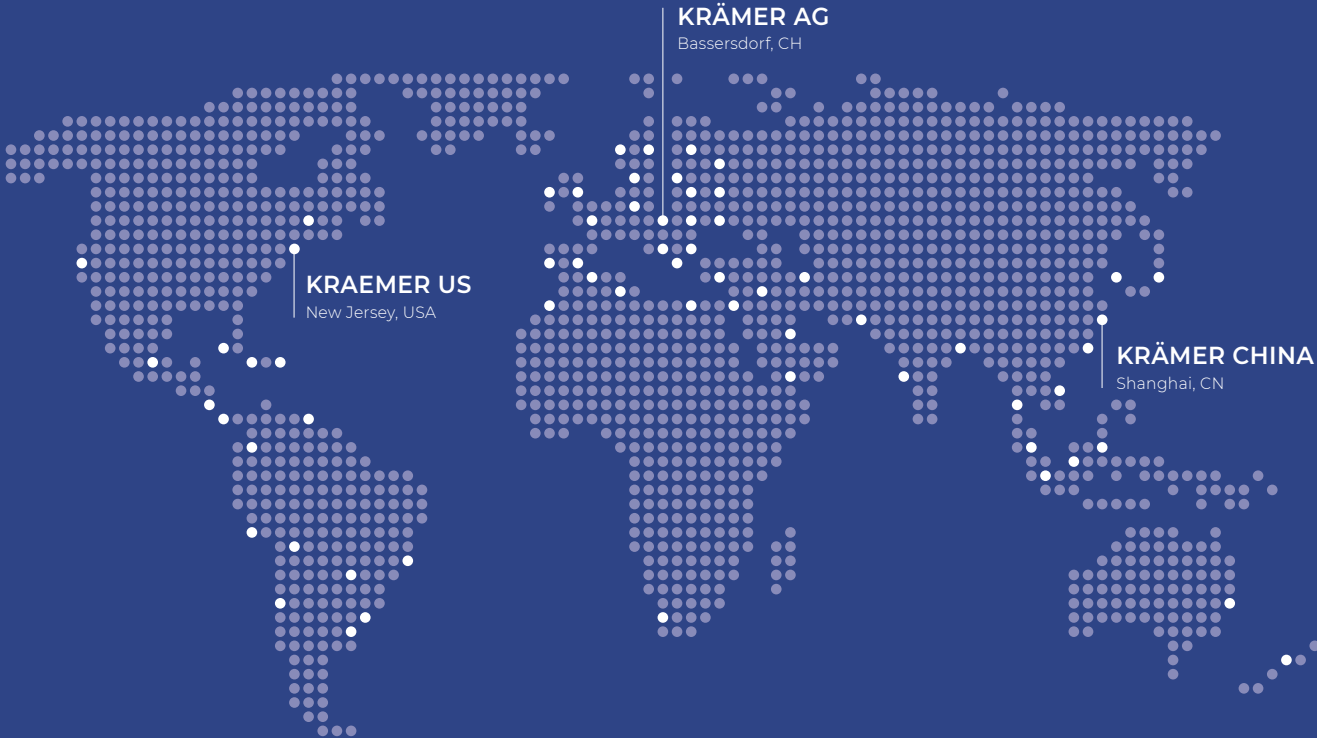 KRÄMER AG
Bassersdorf, CH
KRAEMER US
New Jersey, USA
KRÄMER CHINA
Shanghai, CN